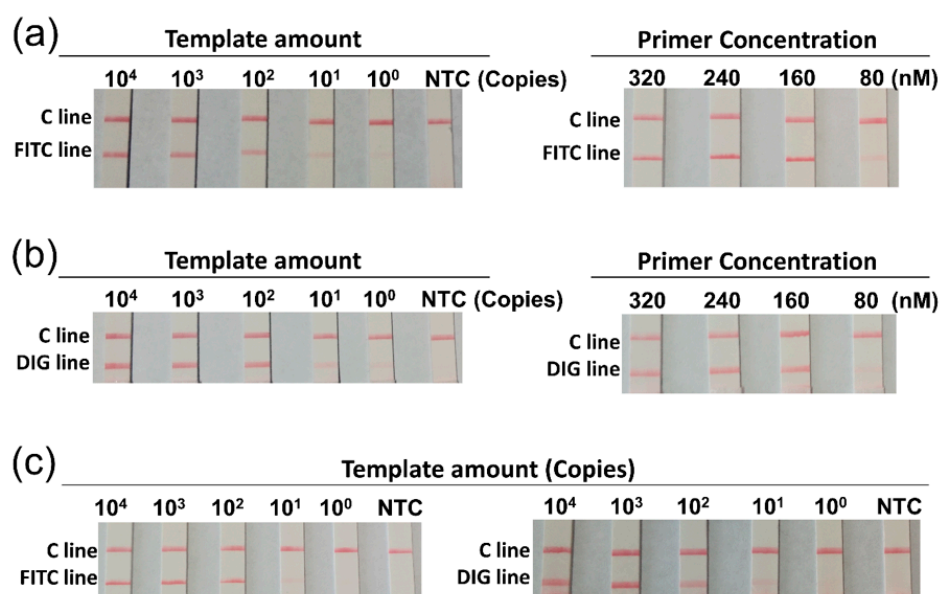 (a)
Template amount
10⁴ 10³ 10² 10¹ 10⁰ NTC (Copies)
C line
FITC line
Primer Concentration
320 240 160 80 (nM)
C line
FITC line
(b)
Template amount
10⁴ 10³ 10² 10¹ 10⁰ NTC (Copies)
C line
DIG line
Primer Concentration
320 240 160 80 (nM)
C line
DIG line
(c)
Template amount (Copies)
10⁴ 10³ 10² 10¹ 10⁰ NTC
C line
FITC line
10⁴ 10³ 10² 10¹ 10⁰ NTC
C line
DIG line